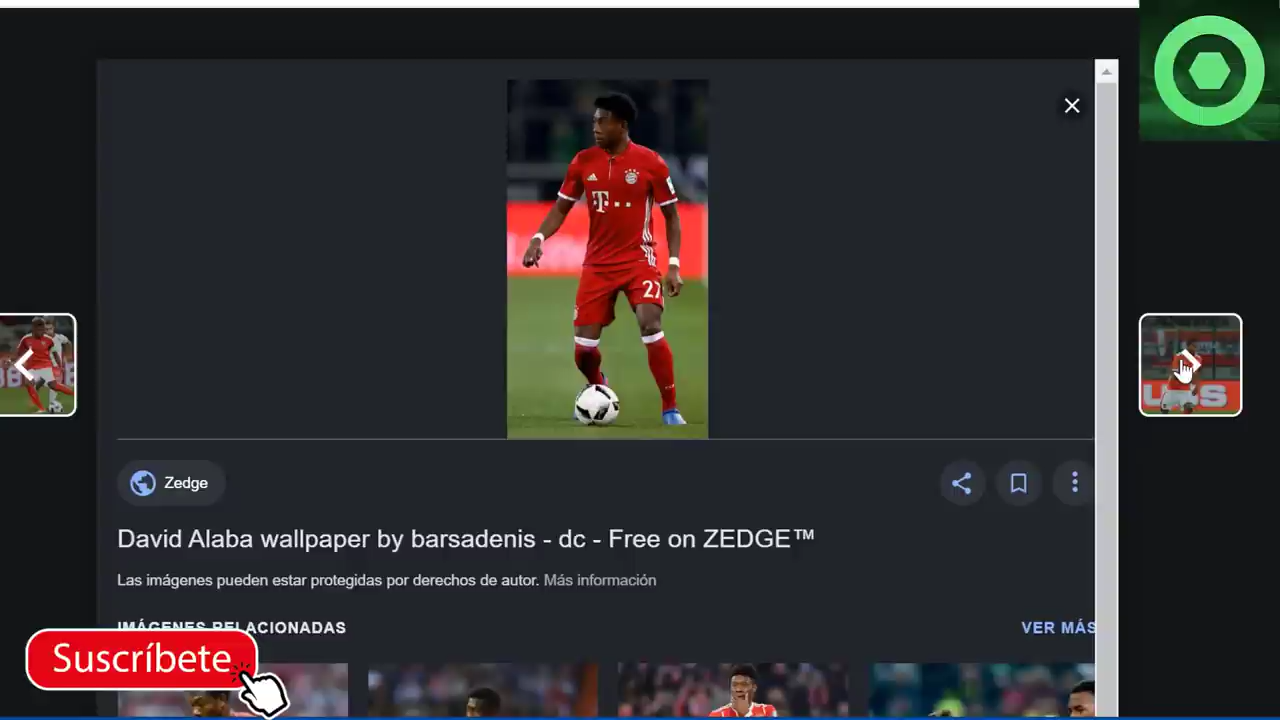 T
27
Zedge
David Alaba wallpaper by barsadenis - dc - Free on ZEDGE™
Las imágenes pueden estar protegidas por derechos de autor. Más información
IMÁGENES RELACIONADAS
VER MÁS
Suscríbete